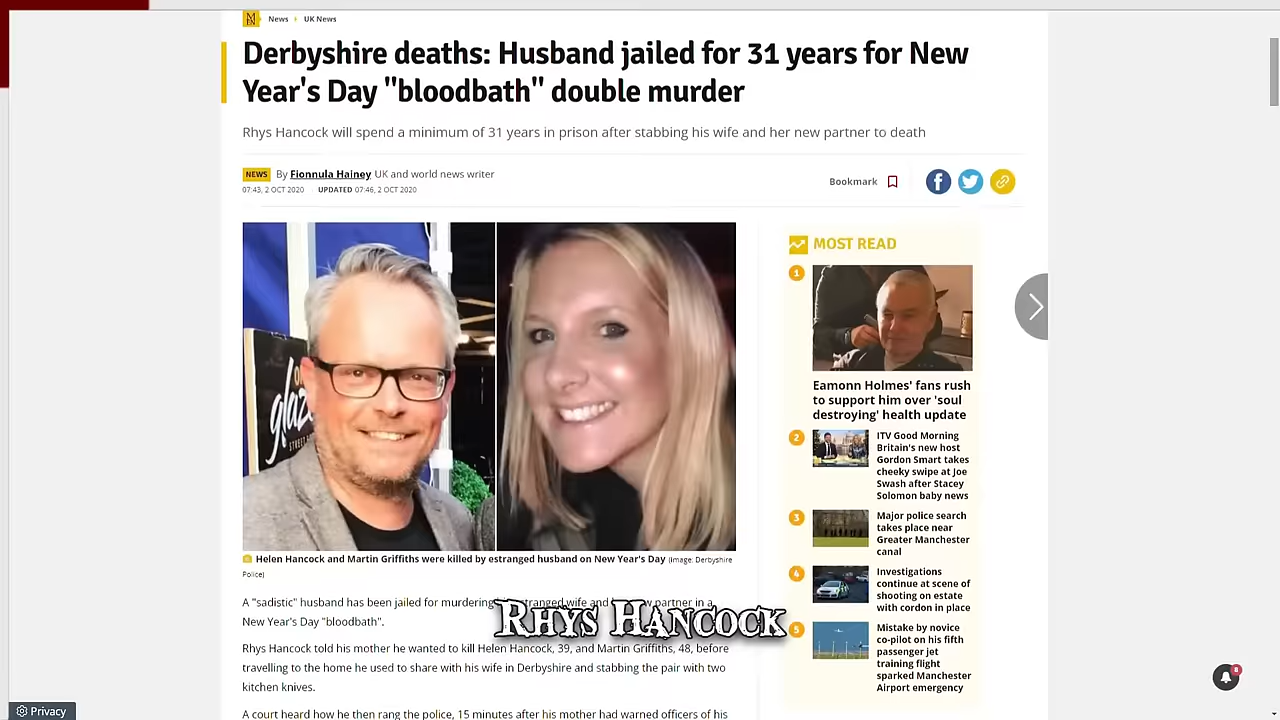 News
UK News
Derbyshire deaths: Husband jailed for 31 years for New
Year's Day "bloodbath" double murder
Rhys Hancock will spend a minimum of 31 years in prison after stabbing his wife and her new partner to death
NEWS By Fionnula Hainey UK and world news writer
07:43, 2 OCT 2020 UPDATED 07:46, 2 OCT 2020
Bookmark
Helen Hancock and Martin Griffiths were killed by estranged husband on New Year's Day (Image: Derbyshire
Police)
A "sadistic" husband has been jailed for murdering wife and partner in a
New Year's Day "bloodbath".
Rhys Hancock
Rhys Hancock told his mother he wanted to kill Helen Hancock, 39, and Martin Griffiths, 48, before
travelling to the home he used to share with his wife in Derbyshire and stabbing the pair with two
kitchen knives.
A court heard how he then rang the police, 15 minutes after his mother had warned officers of his
MOST READ
1
Eamonn Holmes' fans rush
to support him over 'soul
destroying' health update
2
ITV Good Morning
Britain's new host
Gordon Smart takes
cheeky swipe at Joe
Swash after Stacey
Solomon baby news
3
Major police search
takes place near
Greater Manchester
canal
4
Investigations
continue at scene of
shooting on estate
with cordon in place
5
Mistake by novice
co-pilot on his fifth
passenger jet
training flight
sparked Manchester
Airport emergency
8
Privacy